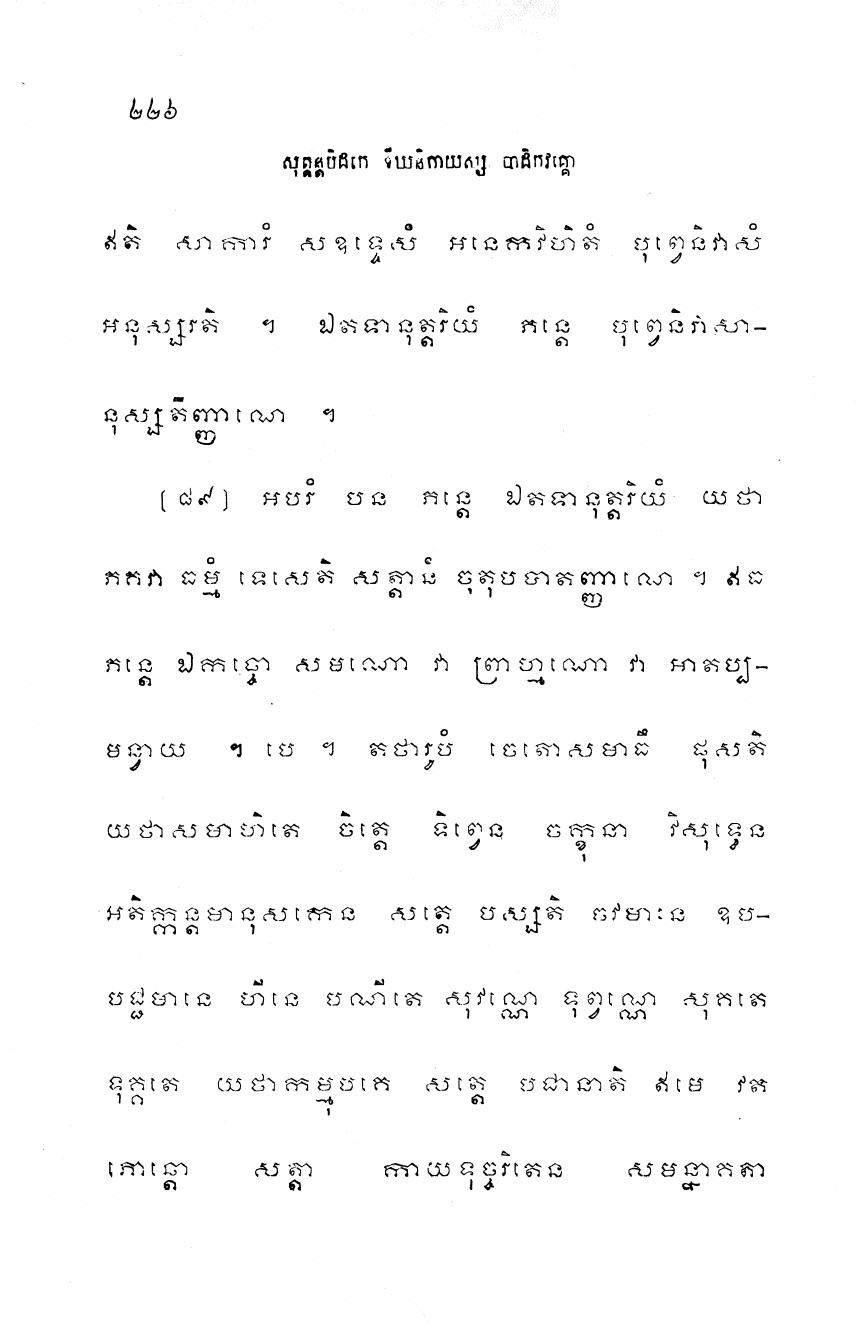 ២២៦
សុត្តន្តបិដកេ ទីឃនិកាយស្ស បាដិកវគ្គោ
ឥតិ សាការំ សឧទ្ទេសំ អនេកវិហិតំ បុព្វេនិវាសំ
អនុស្សរតិ ។ ឯតទានុត្តរិយំ ភន្តេ បុព្វេនិវាសា-
នុស្សតិញ្ញាណេ ។
[៨៩] អបរំ បន ភន្តេ ឯតទានុត្តរិយំ យថា
ភគវា ធម្មំ ទេសេតិ សត្តានំ ចុតុបបាតញ្ញាណេ ។ ឥធ
ភន្តេ ឯកច្ចោ សមណោ វា ព្រាហ្មណោ វា អាតប្ប-
មន្វាយ ។ បេ ។ តថារូបំ ចេតោសមាធឹ ផុសតិ
យថាសមាហិតេ ចិត្តេ ទិព្វេន ចក្ខុនា វិសុទ្ធេន
អតិក្កន្តមានុសកេន សត្តេ បស្សតិ ចវមានេ ឧប-
បជ្ជមានេ ហីនេ បណីតេ សុវណ្ណេ ទុព្វណ្ណេ សុគតេ
ទុគ្គតេ យថាកម្មុបគេ សត្តេ បជានាតិ ឥមេ វត
ភោន្តោ សត្តា កាយទុច្ចរិតេន សមន្នាគតា